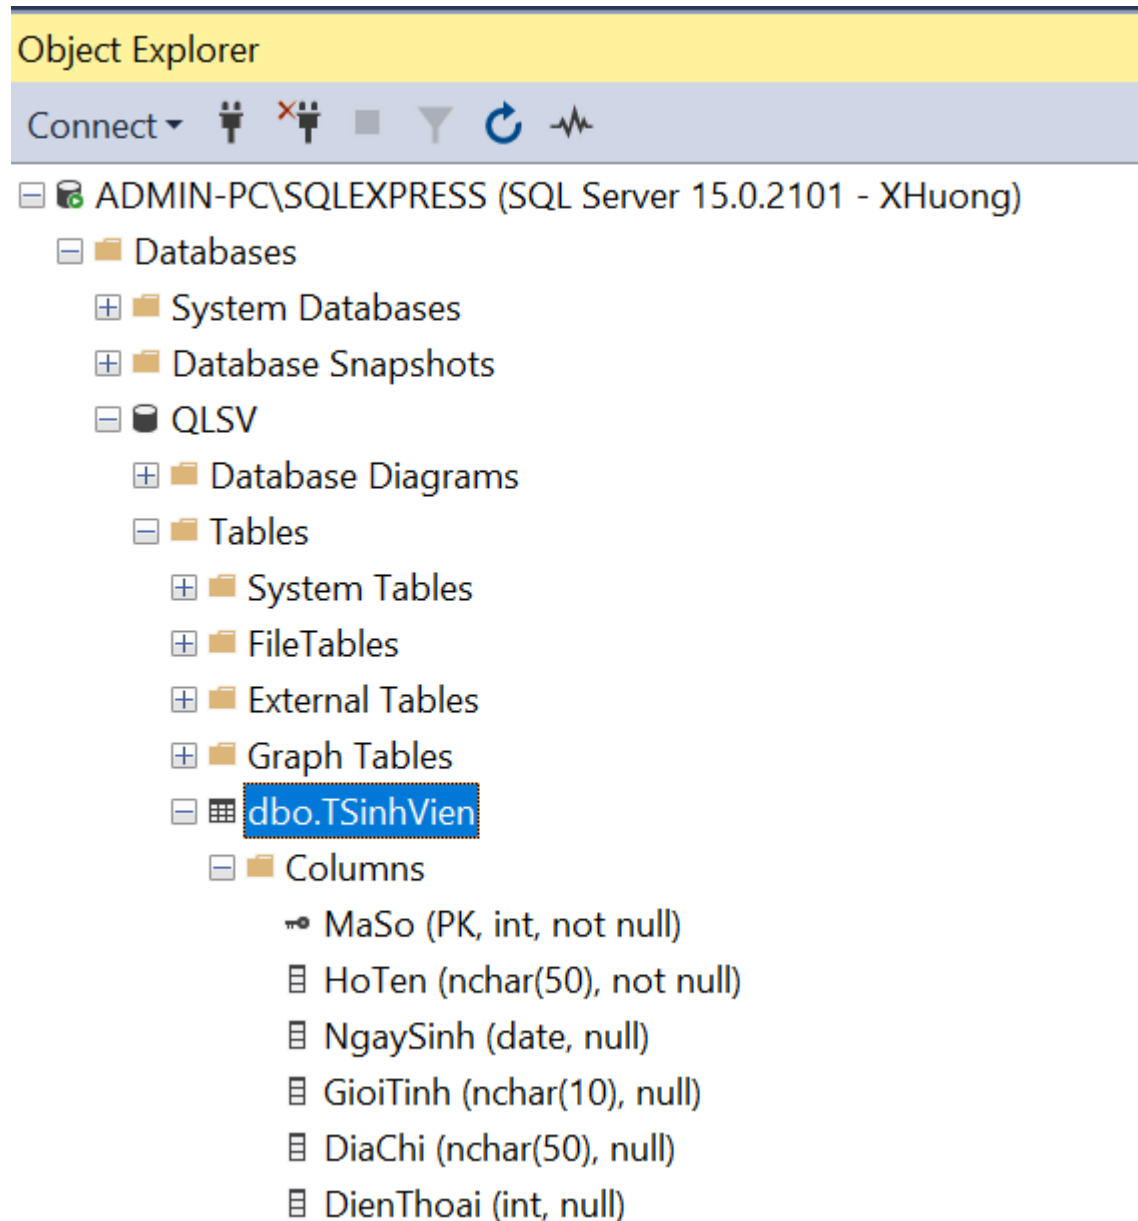 Object Explorer
Connect
ADMIN-PC\SQLEXPRESS (SQL Server 15.0.2101 - XHuong)
Databases
System Databases
Database Snapshots
QLSV
Database Diagrams
Tables
System Tables
FileTables
External Tables
Graph Tables
dbo.TSinhVien
Columns
MaSo (PK, int, not null)
HoTen (nchar(50), not null)
NgaySinh (date, null)
GioiTinh (nchar(10), null)
DiaChi (nchar(50), null)
DienThoai (int, null)